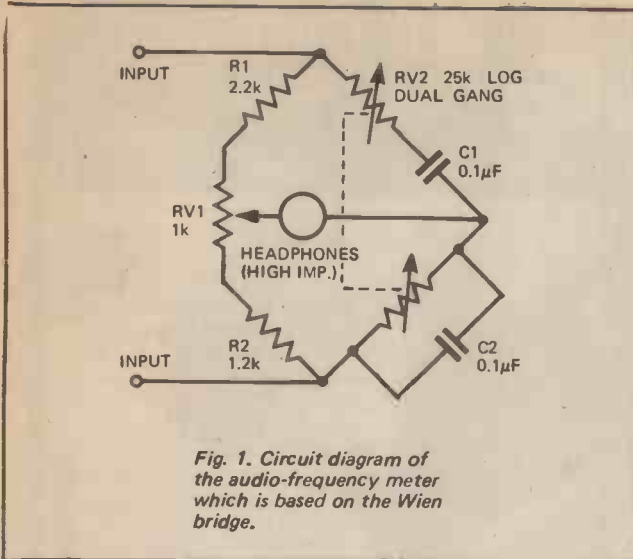 INPUT
R1
2.2k
RV2 25k LOG
DUAL GANG
C1
0.1µF
RV1
1k
HEADPHONES
(HIGH IMP.)
R2
1.2k
INPUT
C2
0.1µF
Fig. 1. Circuit diagram of
the audio-frequency meter
which is based on the Wien
bridge.